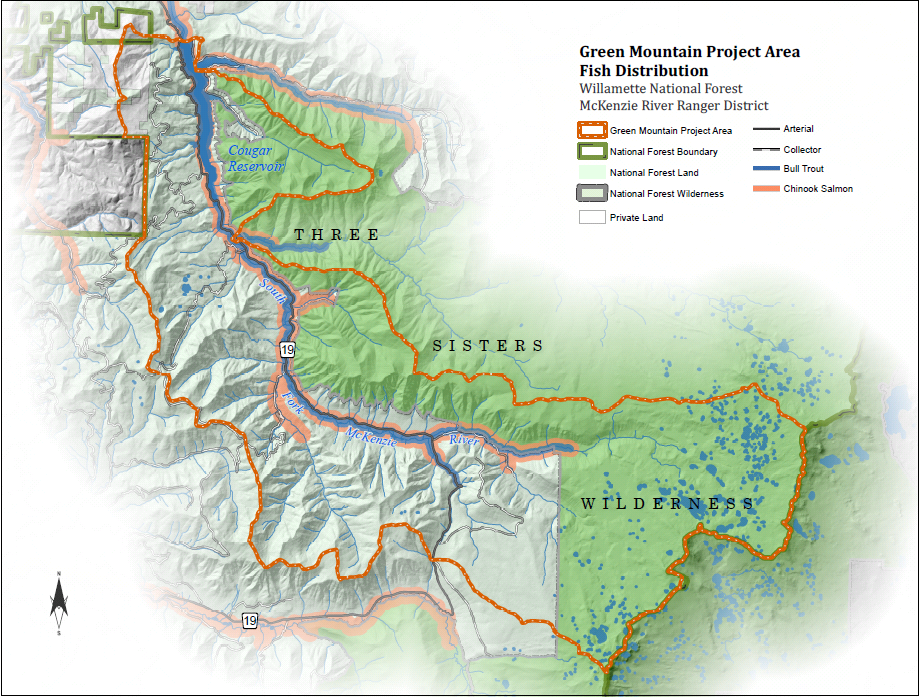 Green Mountain Project Area
Fish Distribution
Willamette National Forest
McKenzie River Ranger District
Green Mountain Project Area
National Forest Boundary
National Forest Land
National Forest Wilderness
Private Land
Arterial
Collector
Bull Trout
Chinook Salmon
Cougar
Reservoir
THREE
South
SISTERS
19
Fork
McKenzie
River
WILDERNESS
N
S
19